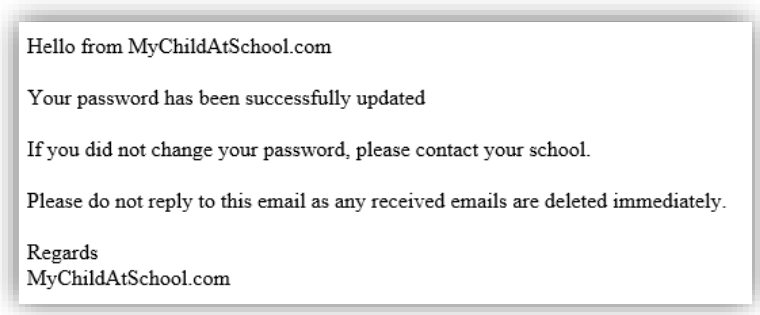 Hello from MyChildAtSchool.com
Your password has been successfully updated
If you did not change your password, please contact your school.
Please do not reply to this email as any received emails are deleted immediately.
Regards
MyChildAtSchool.com